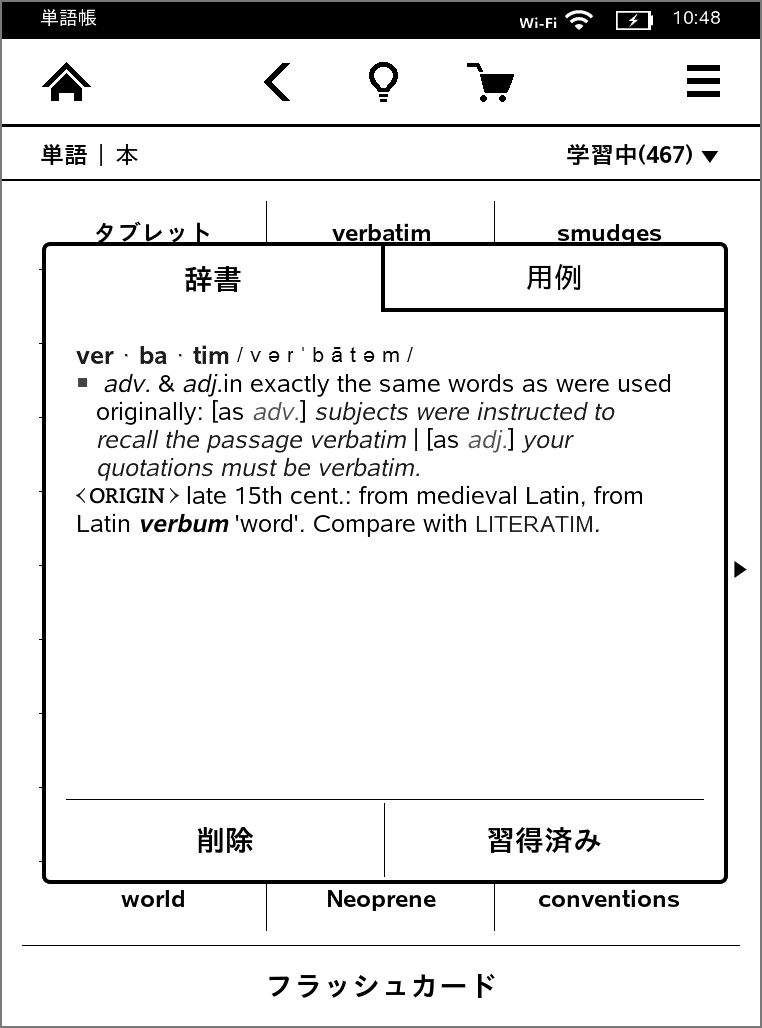 単語帳 Wi-Fi 10:48
単語 | 本 学習中(467) ▼
タブレット verbatim smudges
辞書 用例
ver · ba · tim / v ə r ˈ b ā t ə m /
■ adv. & adj.in exactly the same words as were used
originally: [as adv.] subjects were instructed to
recall the passage verbatim | [as adj.] your
quotations must be verbatim.
<ORIGIN> late 15th cent.: from medieval Latin, from
Latin verbum 'word'. Compare with LITERATIM.
削除 習得済み
world Neoprene conventions
フラッシュカード